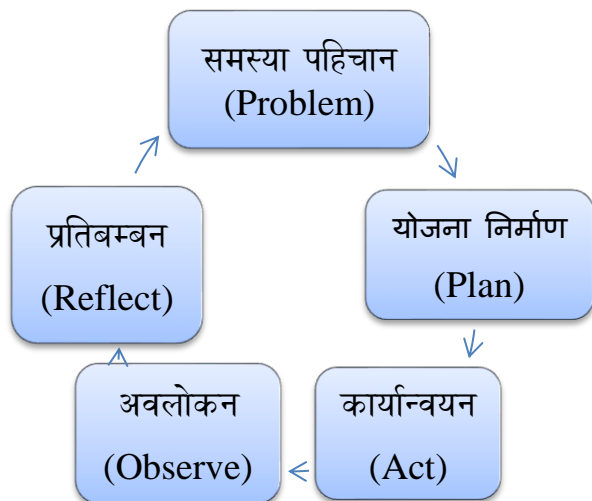 समस्या पहिचान
(Problem)
योजना निर्माण
(Plan)
कार्यान्वयन
(Act)
अवलोकन
(Observe)
प्रतिबम्बन
(Reflect)